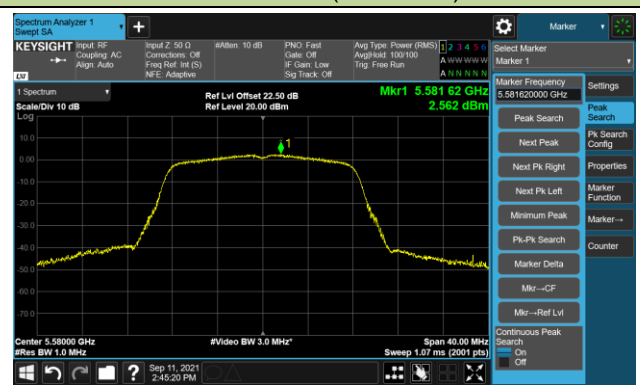 Spectrum Analyzer 1
Swept SA
Marker
KEYSIGHT
Input: RF
Coupling: AC
Align: Auto
Input Z: 50 Ω
Corrections: Off
Freq Ref: Int (S)
NFE: Adaptive
#Atten: 10 dB
PNO: Fast
Gate: Off
IF Gain: Low
Sig Track: Off
Avg Type: Power (RMS)
Avg|Hold: 100/100
Trig: Free Run
1 2 3 4 5 6
A W W W W W
A N N N N N
LXI
Select Marker
Marker 1
1 Spectrum
Scale/Div 10 dB
Log
Ref Lvl Offset 22.50 dB
Ref Level 20.00 dBm
Mkr1 5.581 62 GHz
2.562 dBm
1
10.0
0.00
-10.0
-20.0
-30.0
-40.0
-50.0
-60.0
-70.0
Center 5.58000 GHz
#Res BW 1.0 MHz
#Video BW 3.0 MHz*
Span 40.00 MHz
Sweep 1.07 ms (2001 pts)
Marker Frequency
5.581620000 GHz
Peak Search
Next Peak
Next Pk Right
Next Pk Left
Minimum Peak
Pk-Pk Search
Marker Delta
Mkr→CF
Mkr→Ref Lvl
Continuous Peak
Search
On
Off
Settings
Peak
Search
Pk Search
Config
Properties
Marker
Function
Marker→
Counter
Sep 11, 2021
2:45:20 PM